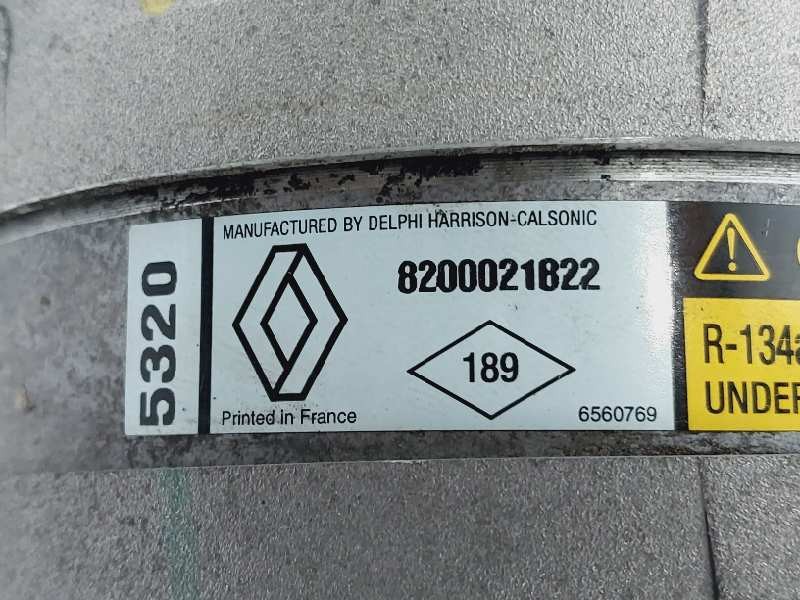 5320
MANUFACTURED BY DELPHI HARRISON-CALSONIC
8200021822
189
Printed in France
6560769
R-134a
UNDER